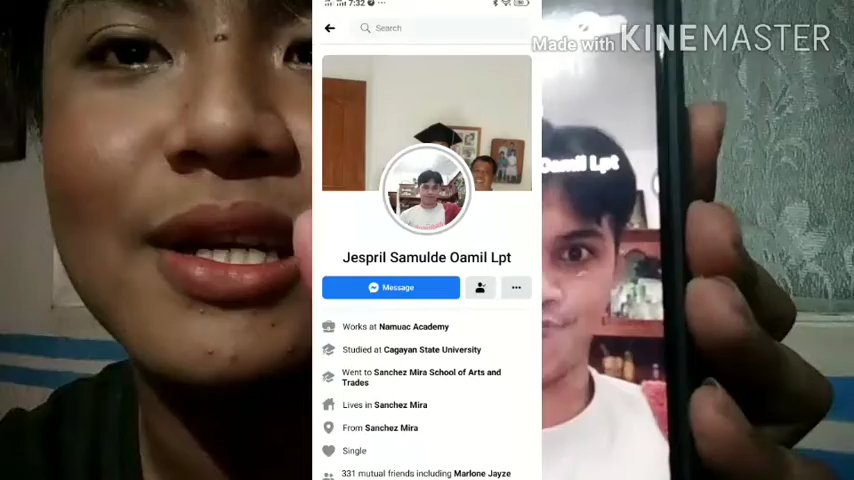 7:32
Search
Made with KINEMASTER
Oamil Lpt
Jespril Samulde Oamil Lpt
Message
Works at Namuac Academy
Studied at Cagayan State University
Went to Sanchez Mira School of Arts and
Trades
Lives in Sanchez Mira
From Sanchez Mira
Single
331 mutual friends including Marlone Jayze